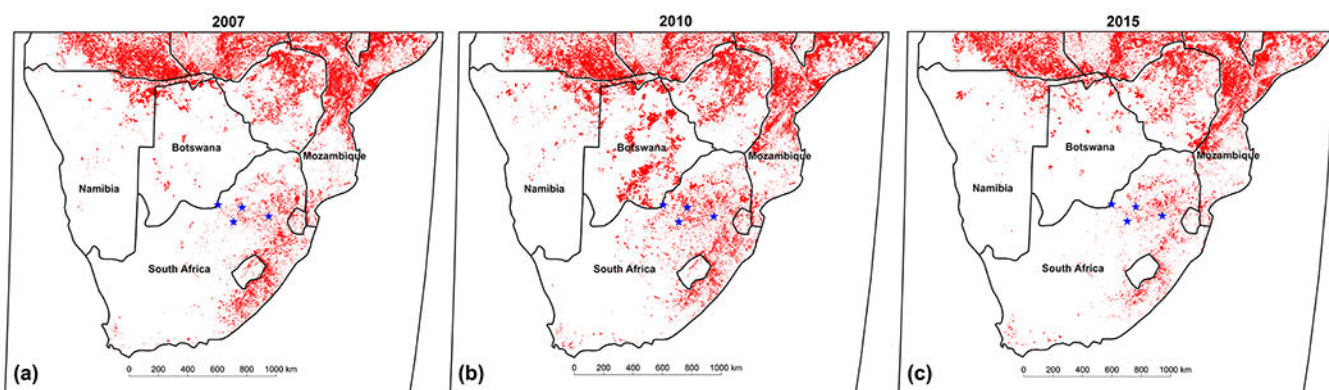 2007
Botswana
Mozambique
Namibia
South Africa
(a)
0 200 400 600 800 1000 km
2010
Botswana
Mozambique
Namibia
South Africa
(b)
0 200 400 600 800 1000 km
2015
Botswana
Mozambique
Namibia
South Africa
(c)
0 200 400 600 800 1000 km